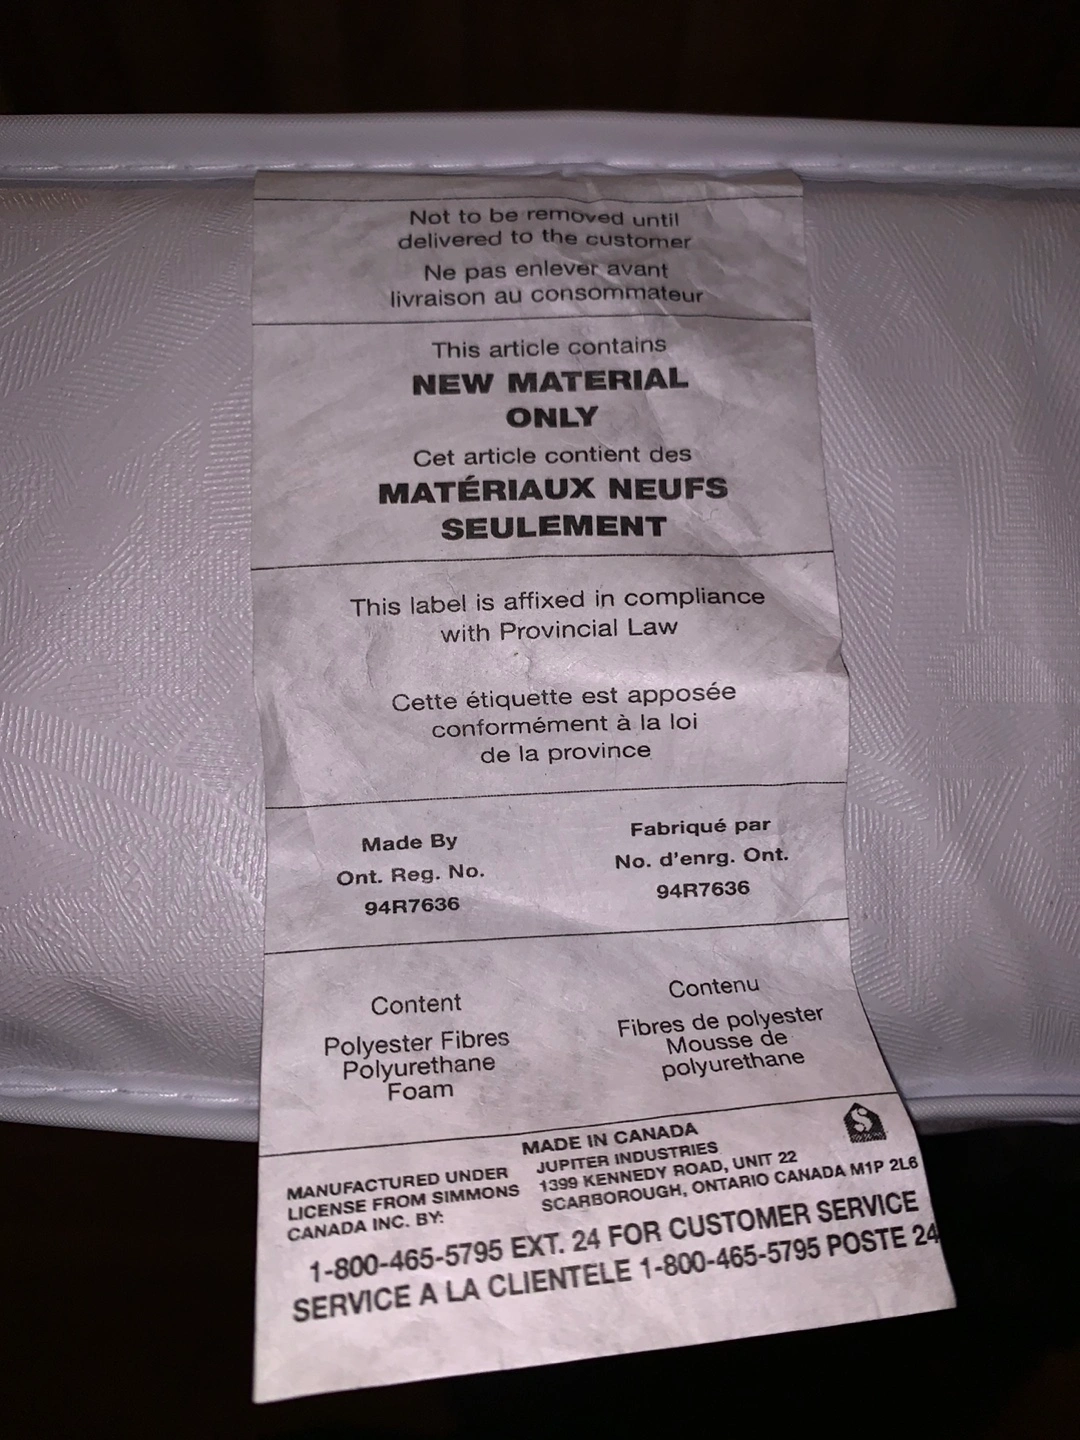 Not to be removed until
delivered to the customer
Ne pas enlever avant
livraison au consommateur
This article contains
NEW MATERIAL
ONLY
Cet article contient des
MATÉRIAUX NEUFS
SEULEMENT
This label is affixed in compliance
with Provincial Law
Cette étiquette est apposée
conformément à la loi
de la province
Made By
Ont. Reg. No.
94R7636
Fabriqué par
No. d'enrg. Ont.
94R7636
Content
Polyester Fibres
Polyurethane
Foam
Contenu
Fibres de polyester
Mousse de
polyurethane
MANUFACTURED UNDER
LICENSE FROM SIMMONS
CANADA INC. BY:
MADE IN CANADA
JUPITER INDUSTRIES
1399 KENNEDY ROAD, UNIT 22
SCARBOROUGH, ONTARIO CANADA M1P 2L6
S
1-800-465-5795 EXT. 24 FOR CUSTOMER SERVICE
SERVICE A LA CLIENTELE 1-800-465-5795 POSTE 24